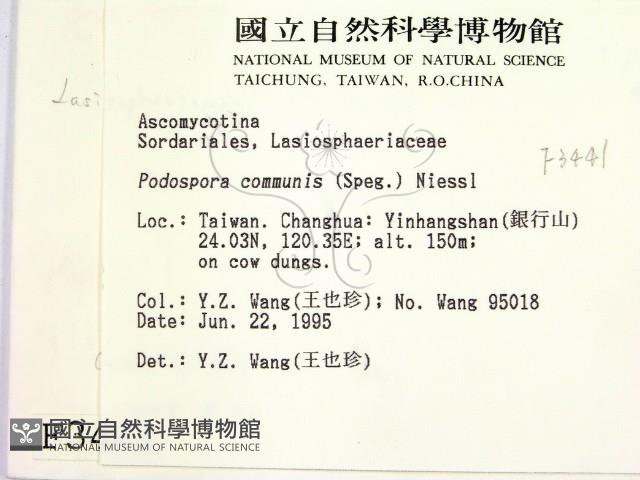 國立自然科學博物館
NATIONAL MUSEUM OF NATURAL SCIENCE
TAICHUNG, TAIWAN, R.O.CHINA
Lasi
Ascomycotina
Sordariales, Lasiosphaeriaceae
F3441
Podospora communis (Speg.) Niessl
Loc.: Taiwan. Changhua: Yinhangshan(銀行山)
24.03N, 120.35E; alt. 150m;
on cow dungs.
Col.: Y.Z. Wang(王也珍); No. Wang 95018
Date: Jun. 22, 1995
Det.: Y.Z. Wang(王也珍)
F34
國立自然科學博物館
NATIONAL MUSEUM OF NATURAL SCIENCE